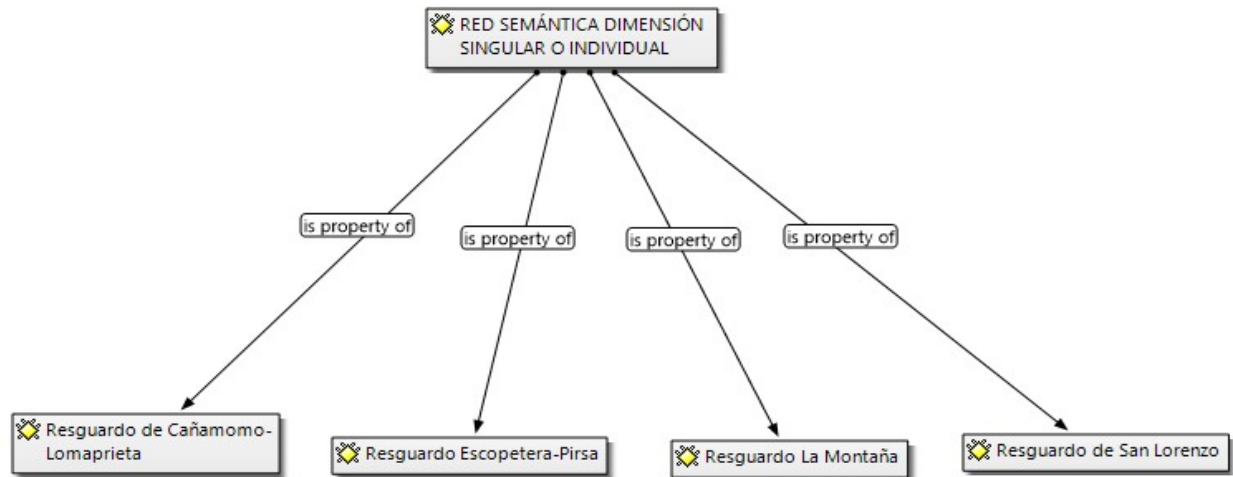 RED SEMÁNTICA DIMENSIÓN
SINGULAR O INDIVIDUAL
is property of
is property of
is property of
is property of
Resguardo de Cañamomo-
Lomaprieta
Resguardo Escopetera-Pirsa
Resguardo La Montaña
Resguardo de San Lorenzo